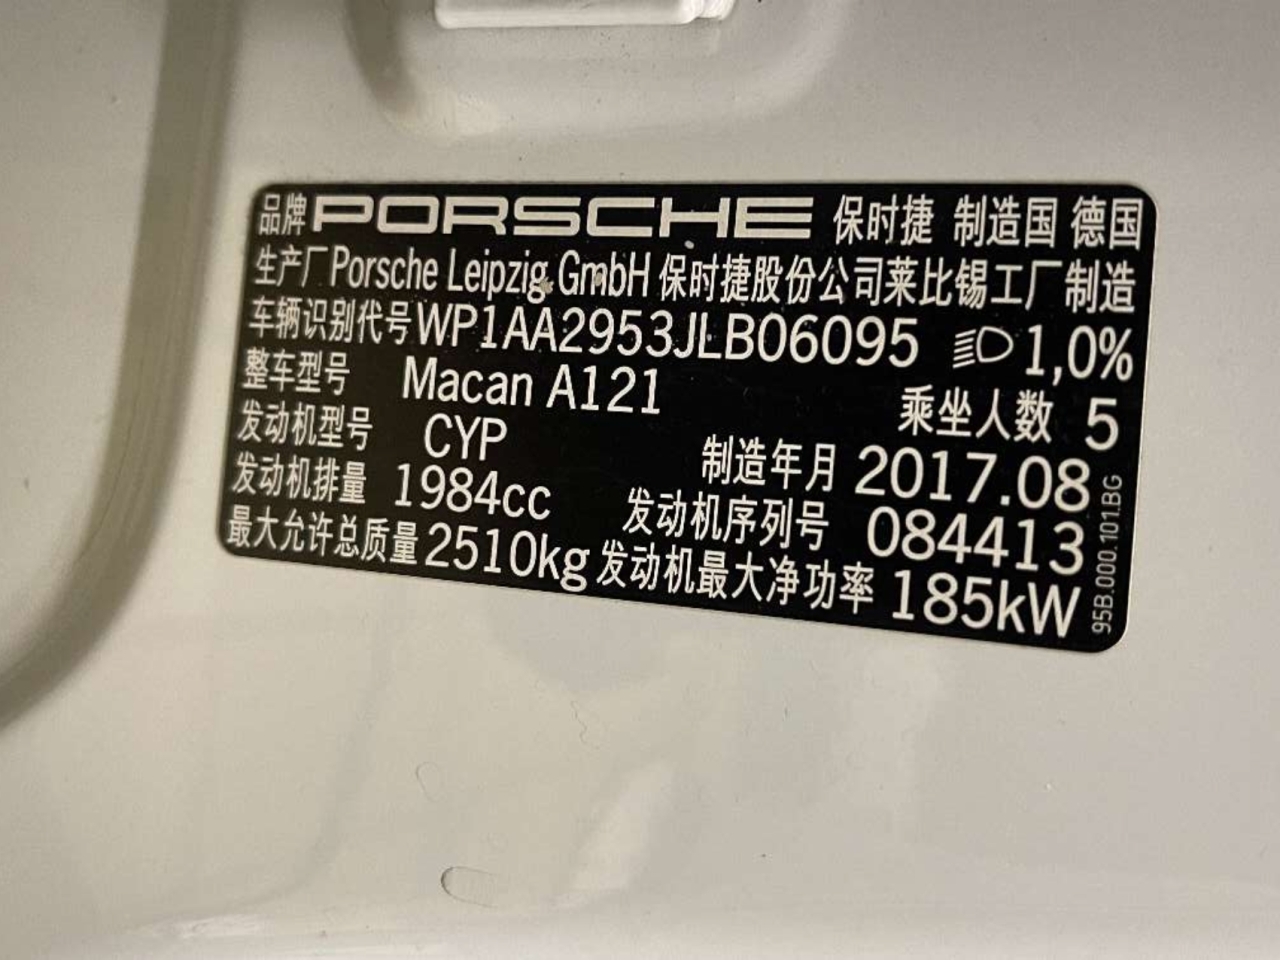 品牌 PORSCHE 保时捷 制造国 德国
生产厂 Porsche Leipzig GmbH 保时捷股份公司莱比锡工厂制造
车辆识别代号 WP1AA2953JLB06095 1,0%
整车型号 Macan A121 乘坐人数 5
发动机型号 CYP 制造年月 2017.08
发动机排量 1984cc 发动机序列号 084413
最大允许总质量 2510kg 发动机最大净功率 185kW
95B.000.101.BG